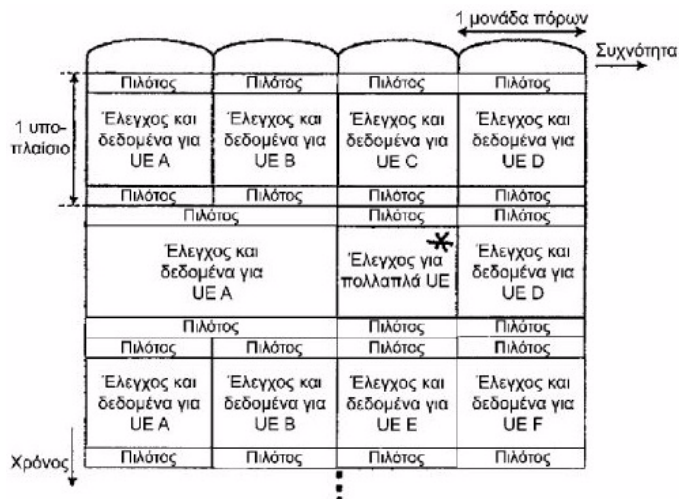 1 μονάδα πόρων
Συχνότητα
Πιλότος Πιλότος Πιλότος Πιλότος
1 υπο-
πλαίσιο
Έλεγχος και Έλεγχος και Έλεγχος και Έλεγχος και
δεδομένα για δεδομένα για δεδομένα για δεδομένα για
UE A UE B UE C UE D
Πιλότος Πιλότος Πιλότος Πιλότος
Πιλότος Πιλότος Πιλότος
Έλεγχος και
δεδομένα για
UE A
Έλεγχος για
πολλαπλά UE
Έλεγχος και
δεδομένα για
UE D
Πιλότος Πιλότος Πιλότος
Πιλότος Πιλότος Πιλότος Πιλότος
Έλεγχος και Έλεγχος και Έλεγχος και Έλεγχος και
δεδομένα για δεδομένα για δεδομένα για δεδομένα για
UE A UE B UE E UE F
Χρόνος
Πιλότος Πιλότος Πιλότος Πιλότος